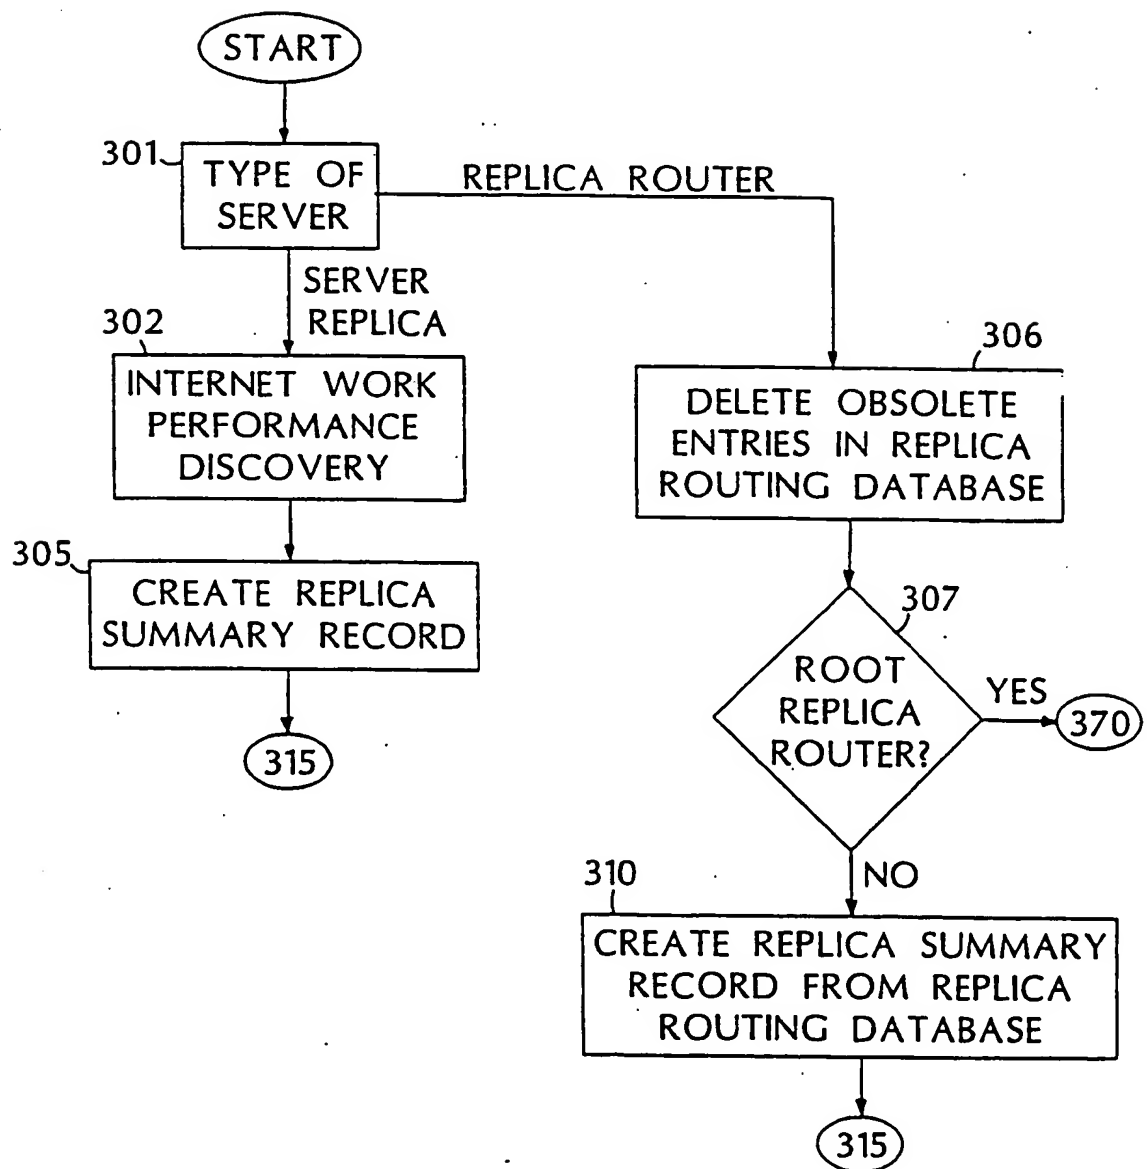 START
301
TYPE OF
SERVER
REPLICA ROUTER
SERVER
REPLICA
302
INTERNET WORK
PERFORMANCE
DISCOVERY
305
CREATE REPLICA
SUMMARY RECORD
315
306
DELETE OBSOLETE
ENTRIES IN REPLICA
ROUTING DATABASE
307
ROOT
REPLICA
ROUTER?
YES
370
NO
310
CREATE REPLICA SUMMARY
RECORD FROM REPLICA
ROUTING DATABASE
315